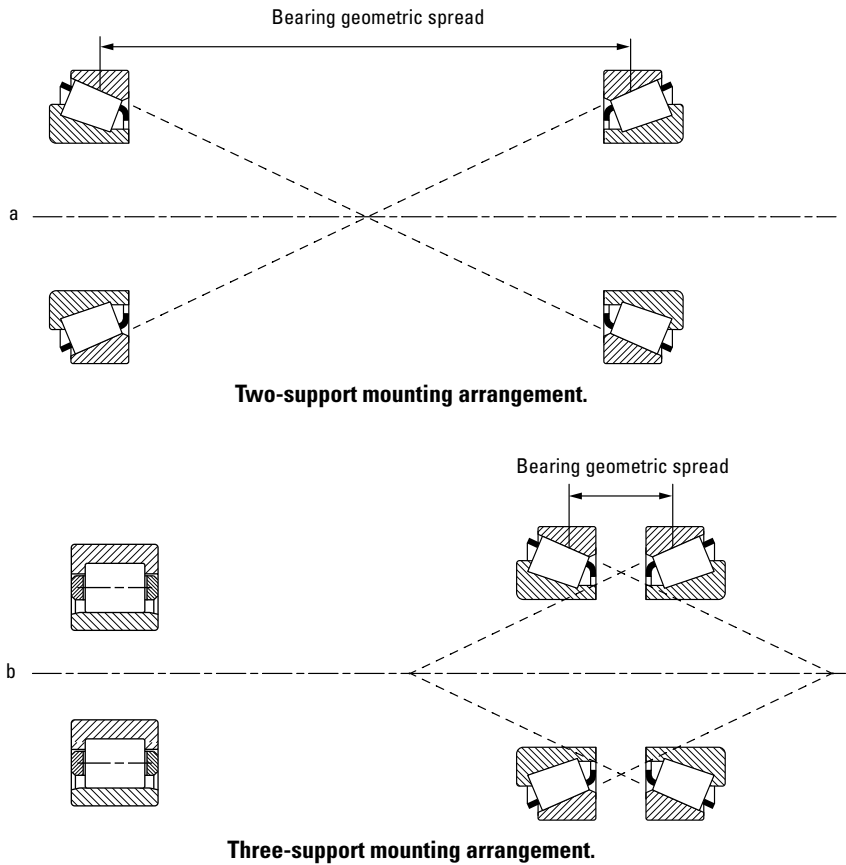 Bearing geometric spread
a
Two-support mounting arrangement.
Bearing geometric spread
b
Three-support mounting arrangement.